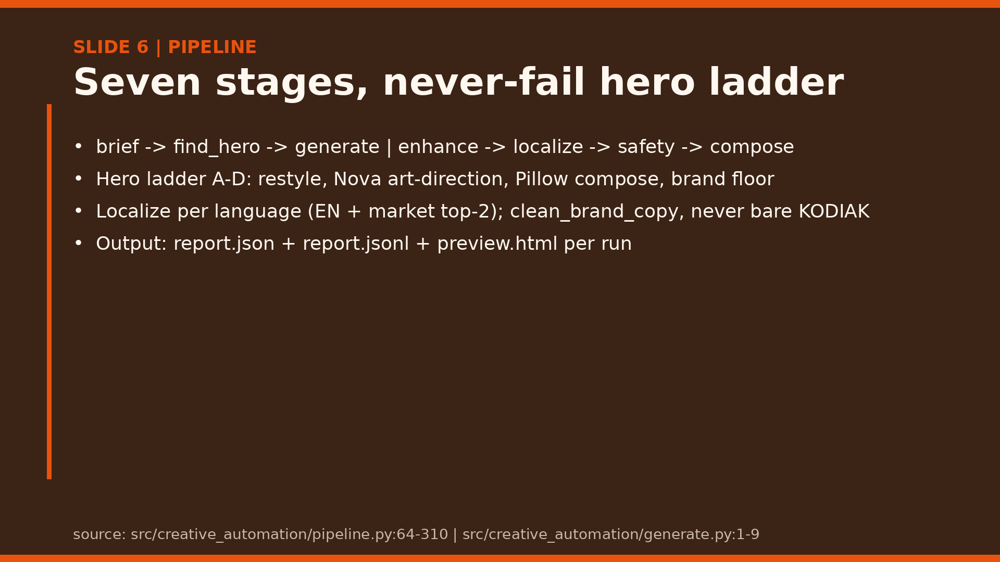 SLIDE 6 | PIPELINE
Seven stages, never-fail hero ladder
• brief -> find_hero -> generate | enhance -> localize -> safety -> compose
• Hero ladder A-D: restyle, Nova art-direction, Pillow compose, brand floor
• Localize per language (EN + market top-2); clean_brand_copy, never bare KODIAK
• Output: report.json + report.jsonl + preview.html per run
source: src/creative_automation/pipeline.py:64-310 | src/creative_automation/generate.py:1-9